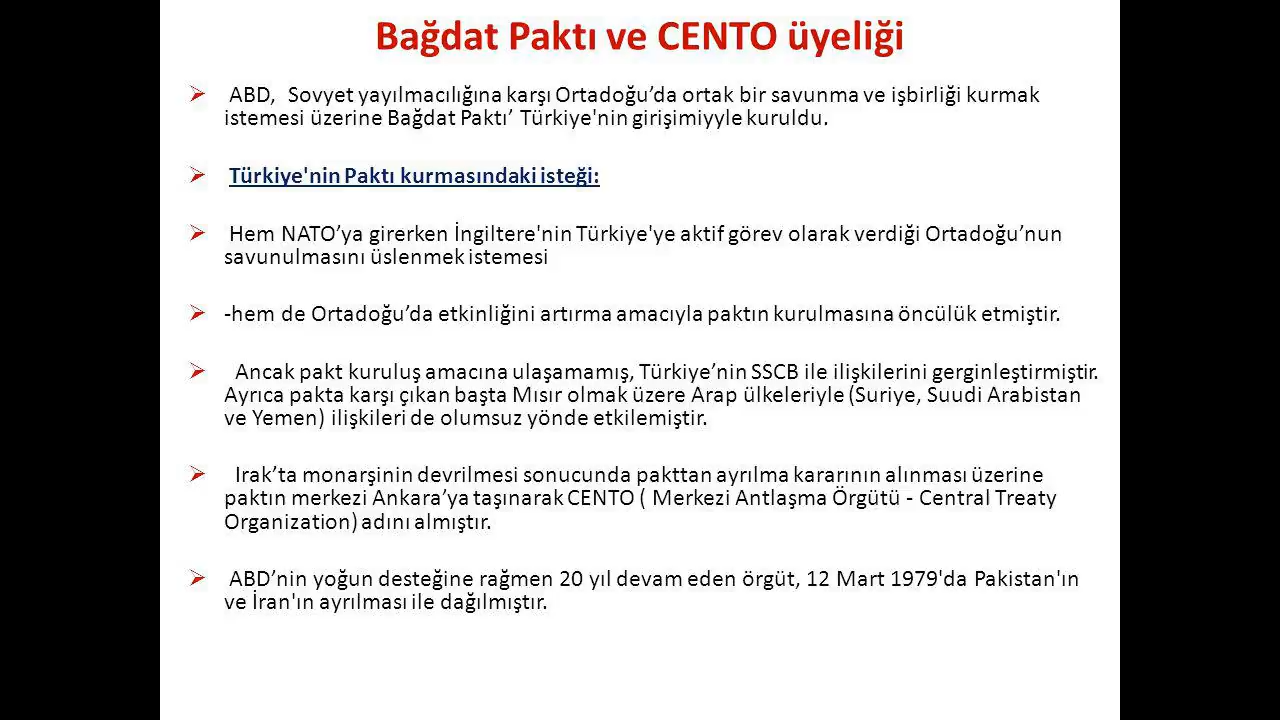 Bağdat Paktı ve CENTO üyeliği
➢ ABD, Sovyet yayılmacılığına karşı Ortadoğu’da ortak bir savunma ve işbirliği kurmak
istemesi üzerine Bağdat Paktı’ Türkiye'nin girişimiyyle kuruldu.
➢ Türkiye'nin Paktı kurmasındaki isteği:
➢ Hem NATO’ya girerken İngiltere'nin Türkiye'ye aktif görev olarak verdiği Ortadoğu’nun
savunulmasını üslenmek istemesi
➢ -hem de Ortadoğu’da etkinliğini artırma amacıyla paktın kurulmasına öncülük etmiştir.
➢ Ancak pakt kuruluş amacına ulaşamamış, Türkiye’nin SSCB ile ilişkilerini gerginleştirmiştir.
Ayrıca pakta karşı çıkan başta Mısır olmak üzere Arap ülkeleriyle (Suriye, Suudi Arabistan
ve Yemen) ilişkileri de olumsuz yönde etkilemiştir.
➢ Irak’ta monarşinin devrilmesi sonucunda pakttan ayrılma kararının alınması üzerine
paktın merkezi Ankara’ya taşınarak CENTO ( Merkezi Antlaşma Örgütü - Central Treaty
Organization) adını almıştır.
➢ ABD’nin yoğun desteğine rağmen 20 yıl devam eden örgüt, 12 Mart 1979'da Pakistan'ın
ve İran'ın ayrılması ile dağılmıştır.